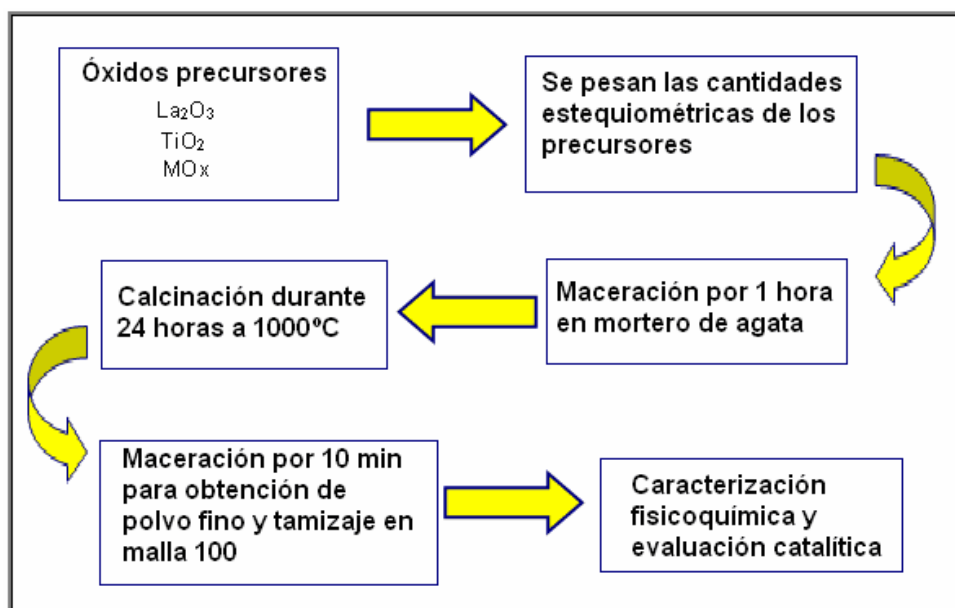 Óxidos precursores
La₂O₃
TiO₂
MOx
Se pesan las cantidades
estequiométricas de los
precursores
Maceración por 1 hora
en mortero de agata
Calcinación durante
24 horas a 1000ºC
Maceración por 10 min
para obtención de
polvo fino y tamizaje en
malla 100
Caracterización
fisicoquímica y
evaluación catalítica